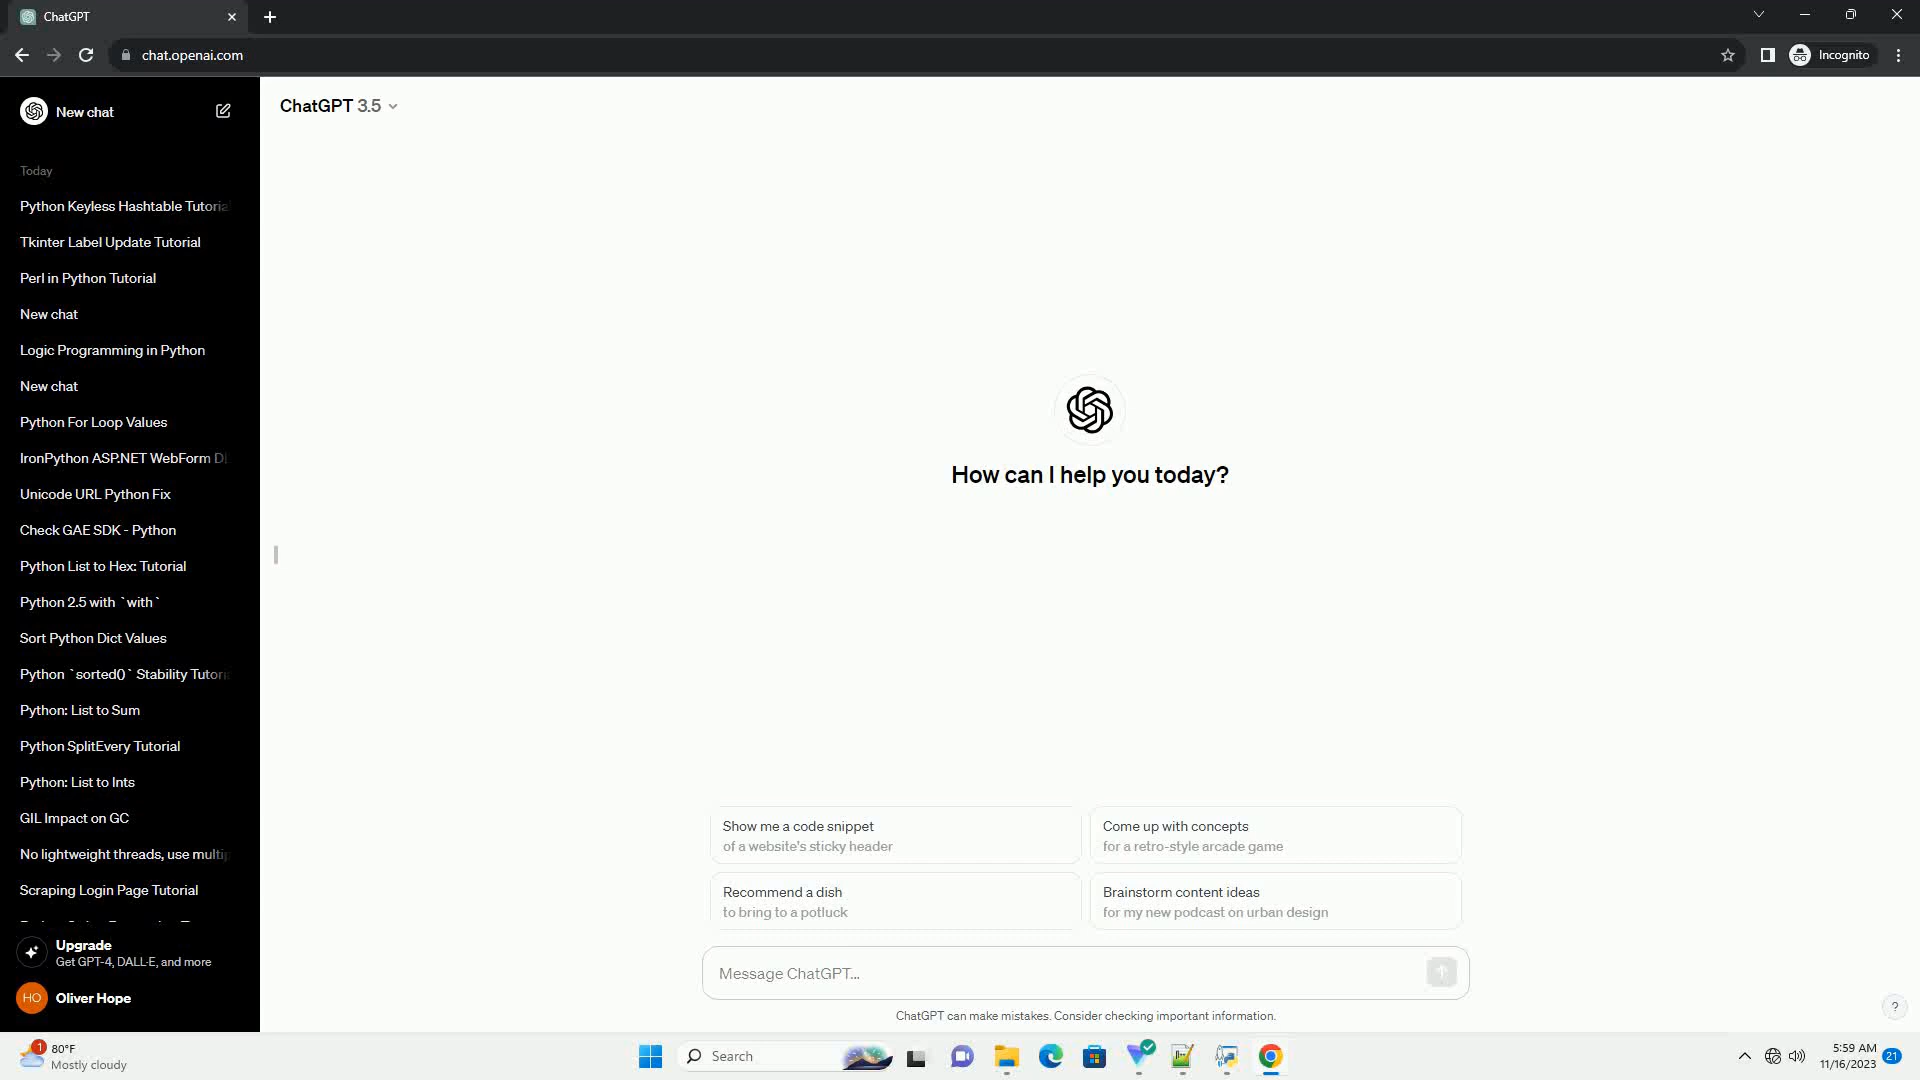 ChatGPT
chat.openai.com
Incognito
New chat
ChatGPT 3.5
Today
Python Keyless Hashtable Tutoria
Tkinter Label Update Tutorial
Perl in Python Tutorial
New chat
Logic Programming in Python
New chat
Python For Loop Values
IronPython ASP.NET WebForm D
Unicode URL Python Fix
Check GAE SDK - Python
Python List to Hex: Tutorial
Python 2.5 with `with`
Sort Python Dict Values
Python `sorted()` Stability Tutori
Python: List to Sum
Python SplitEvery Tutorial
Python: List to Ints
GIL Impact on GC
No lightweight threads, use multi
Scraping Login Page Tutorial
Upgrade
Get GPT-4, DALL·E, and more
HO
Oliver Hope
How can I help you today?
Show me a code snippet
of a website's sticky header
Come up with concepts
for a retro-style arcade game
Recommend a dish
to bring to a potluck
Brainstorm content ideas
for my new podcast on urban design
Message ChatGPT...
ChatGPT can make mistakes. Consider checking important information.
?
1
80°F
Mostly cloudy
Search
5:59 AM
11/16/2023
21